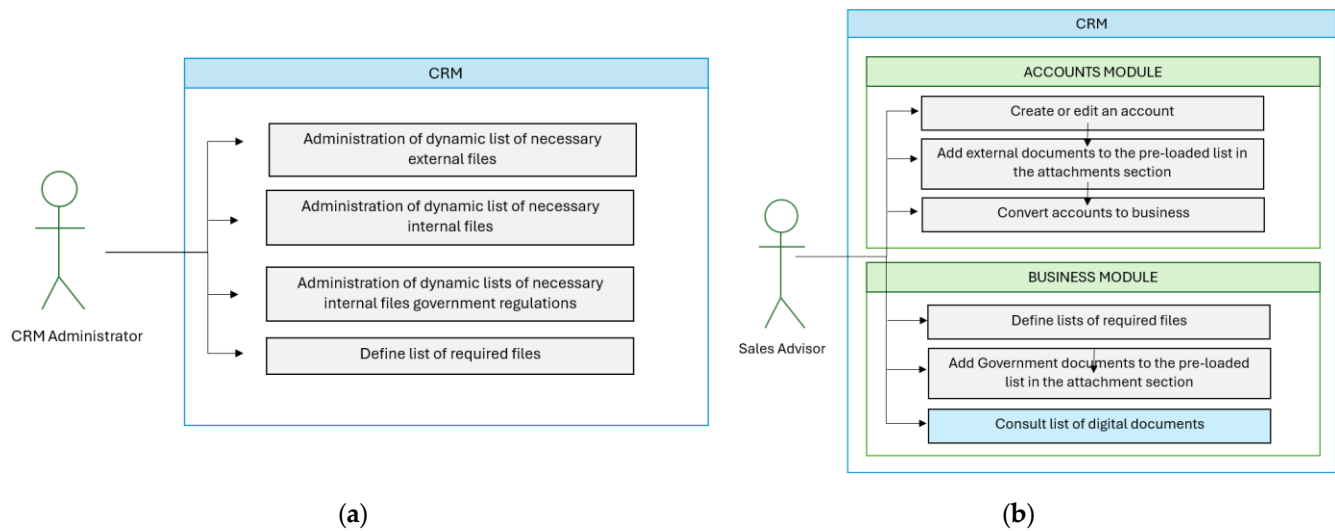 CRM
Administration of dynamic list of necessary
external files
Administration of dynamic list of necessary
internal files
Administration of dynamic lists of necessary
internal files government regulations
Define list of required files
CRM Administrator
(a)
CRM
ACCOUNTS MODULE
Create or edit an account
Add external documents to the pre-loaded list in
the attachments section
Convert accounts to business
BUSINESS MODULE
Define lists of required files
Add Government documents to the pre-loaded
list in the attachment section
Consult list of digital documents
Sales Advisor
(b)